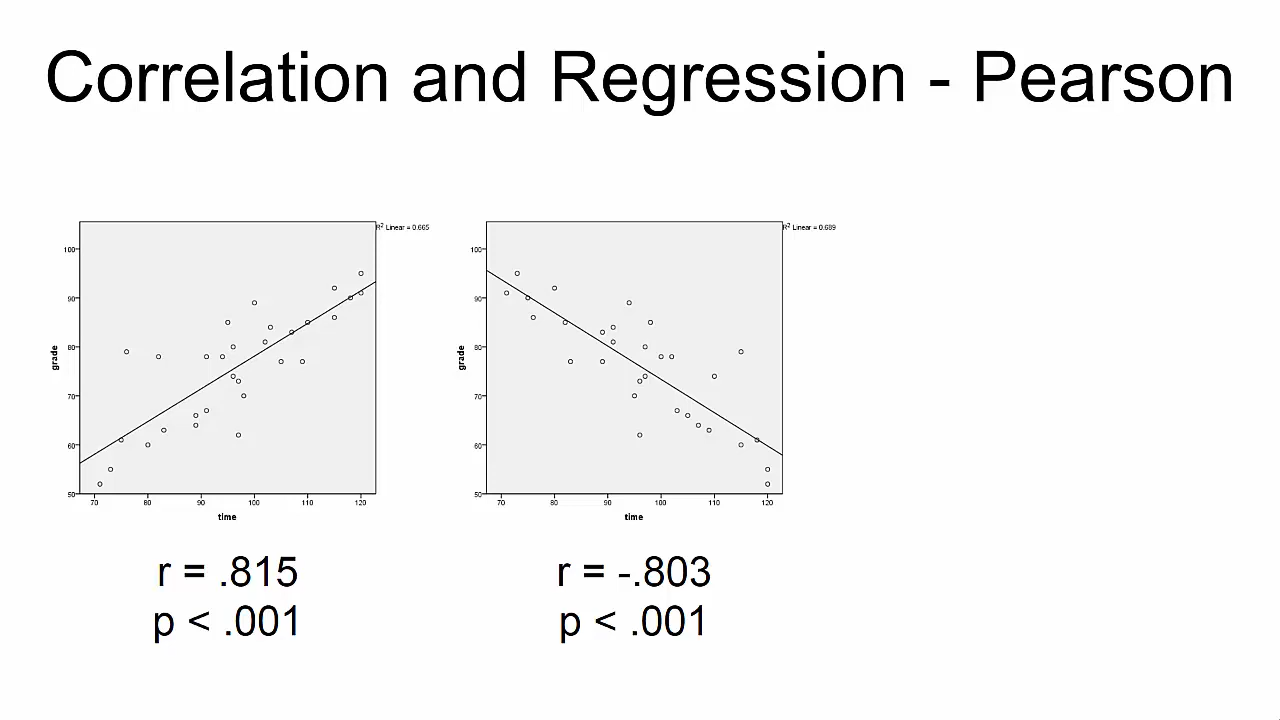 Correlation and Regression - Pearson
R² Linear = 0.665
100
90
80
70
60
50
grade
70 80 90 100 110 120
time
R² Linear = 0.689
100
90
80
70
60
50
grade
70 80 90 100 110 120
time
r = .815
p < .001
r = -.803
p < .001